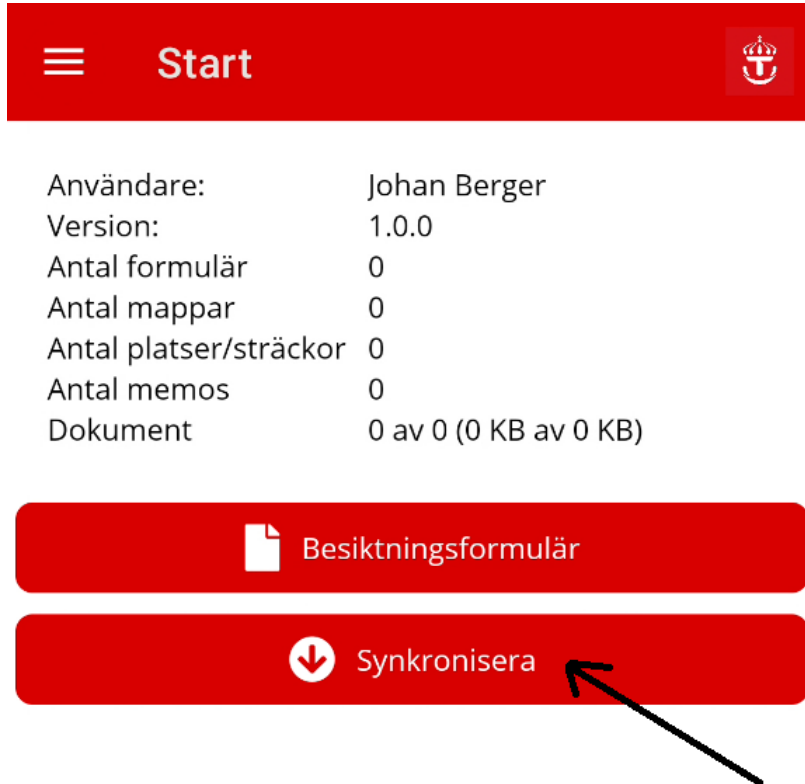 Start
Användare: Johan Berger
Version: 1.0.0
Antal formulär 0
Antal mappar 0
Antal platser/sträckor 0
Antal memos 0
Dokument 0 av 0 (0 KB av 0 KB)
Besiktningsformulär
Synkronisera